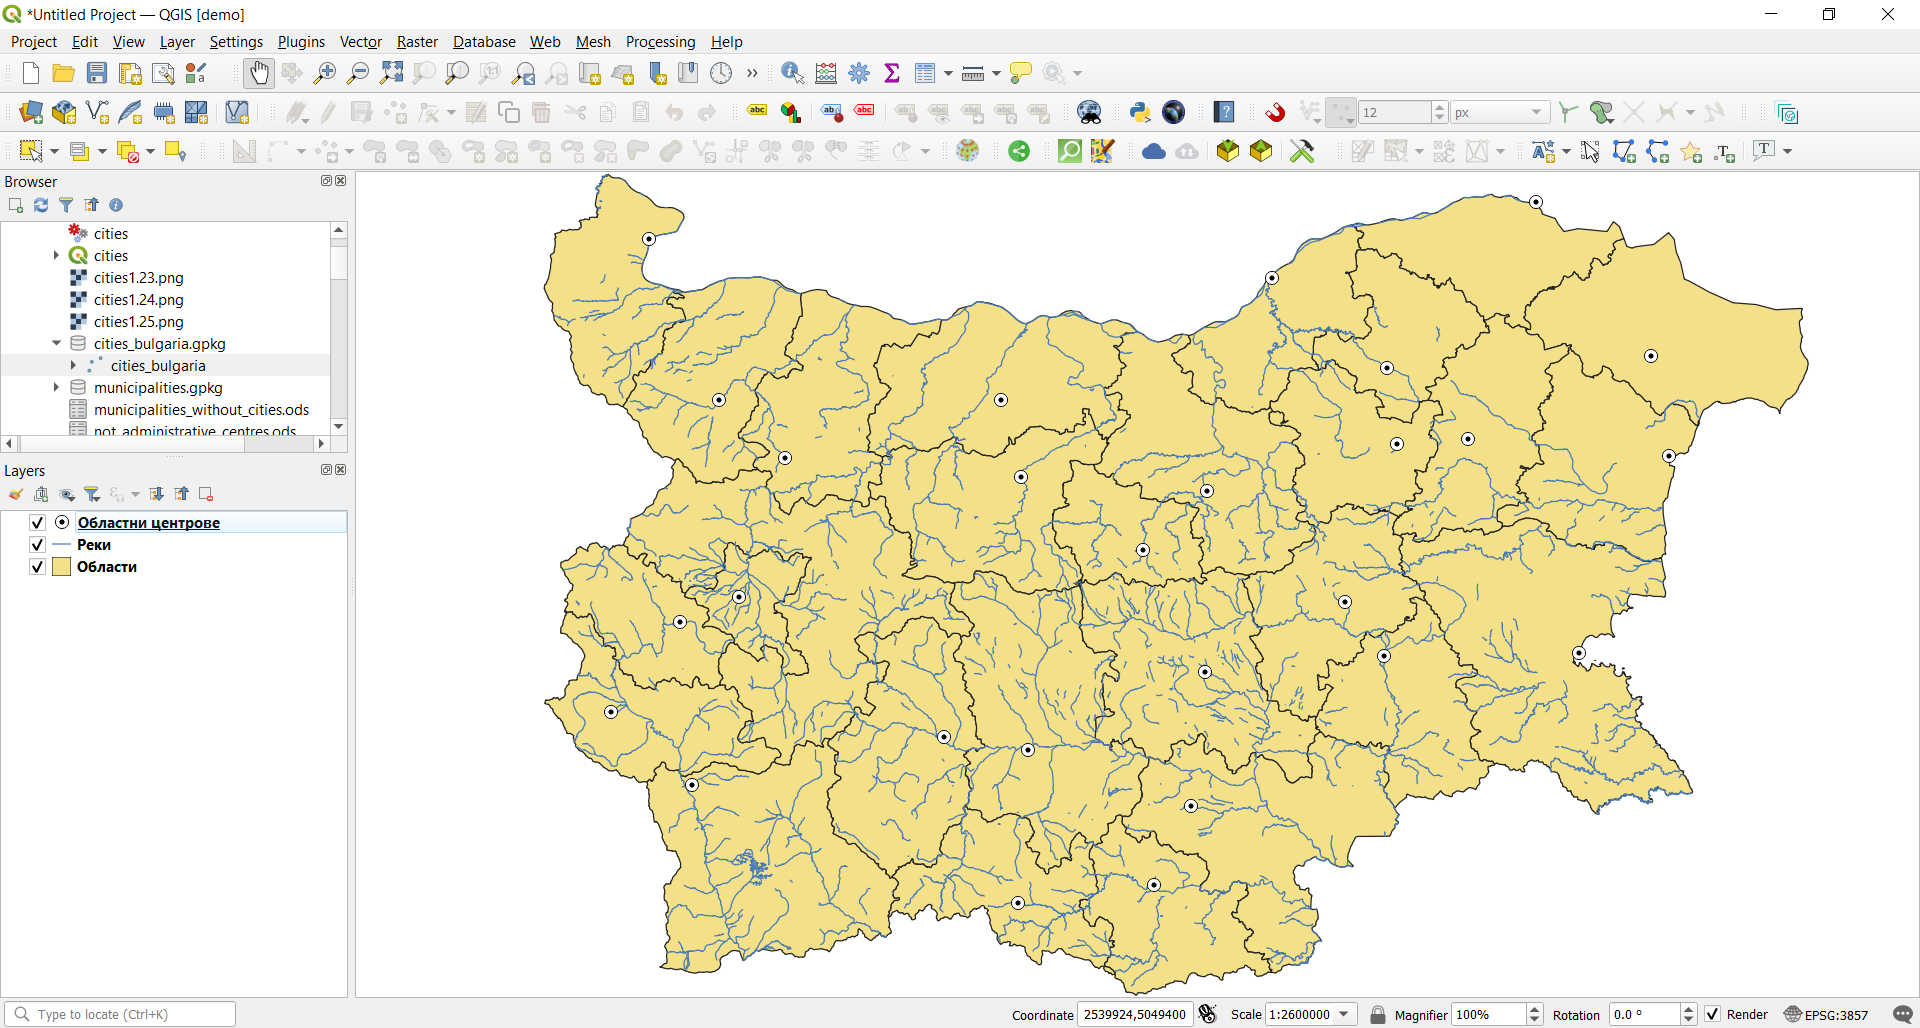 *Untitled Project — QGIS [demo]
Project Edit View Layer Settings Plugins Vector Raster Database Web Mesh Processing Help
12 px
Browser
cities
cities
cities1.23.png
cities1.24.png
cities1.25.png
cities_bulgaria.gpkg
cities_bulgaria
municipalities.gpkg
municipalities_without_cities.ods
not_administrative_centres.ods
Layers
Областни центрове
Реки
Области
Type to locate (Ctrl+K)
Coordinate 2539924,5049400 Scale 1:2600000 Magnifier 100% Rotation 0.0 ° Render EPSG:3857